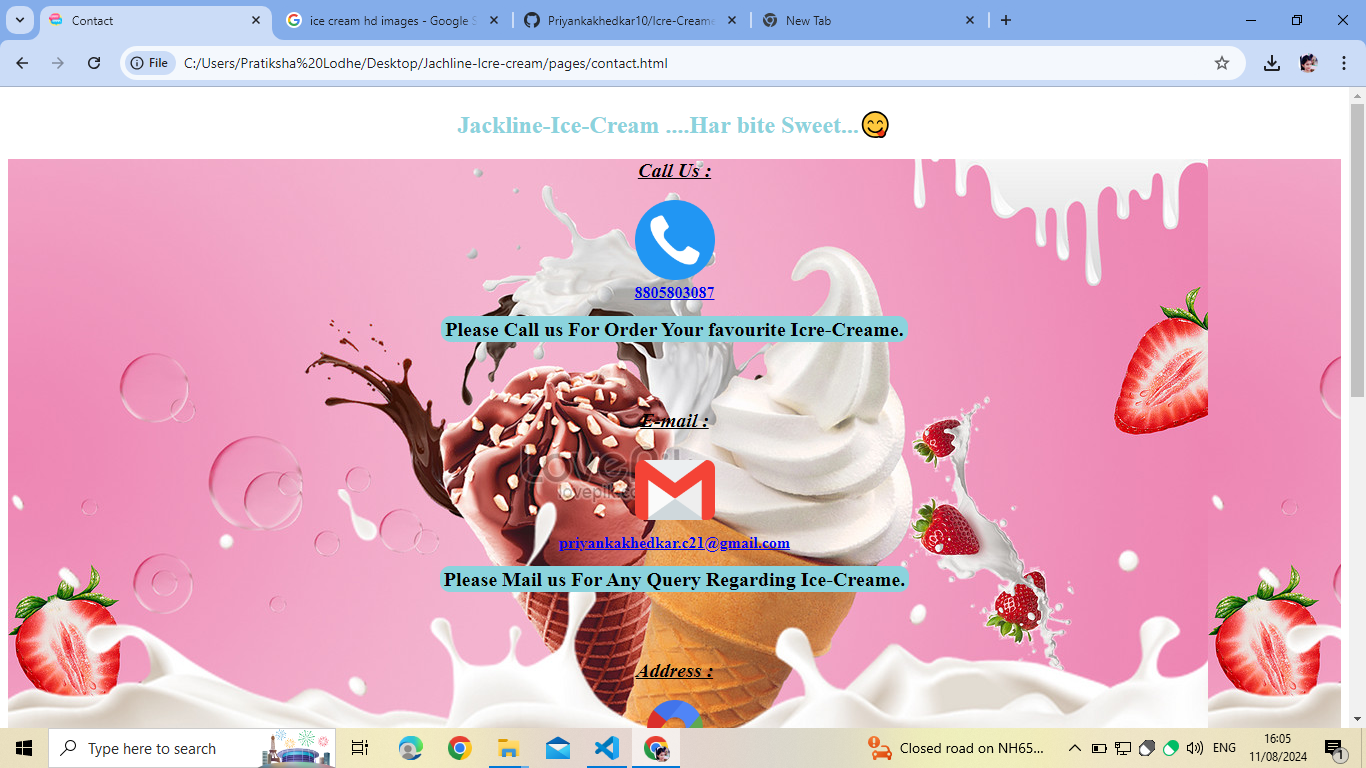 Contact
ice cream hd images - Google S
Priyankakhedkar10/Icre-Creame
New Tab
File
C:/Users/Pratiksha%20Lodhe/Desktop/Jachline-Icre-cream/pages/contact.html
Jackline-Ice-Cream ....Har bite Sweet...😋
Call Us :
8805803087
Please Call us For Order Your favourite Icre-Creame.
E-mail :
priyankakhedkar.c21@gmail.com
Please Mail us For Any Query Regarding Ice-Creame.
Address :
Type here to search
Closed road on NH65...
ENG
16:05
11/08/2024
1